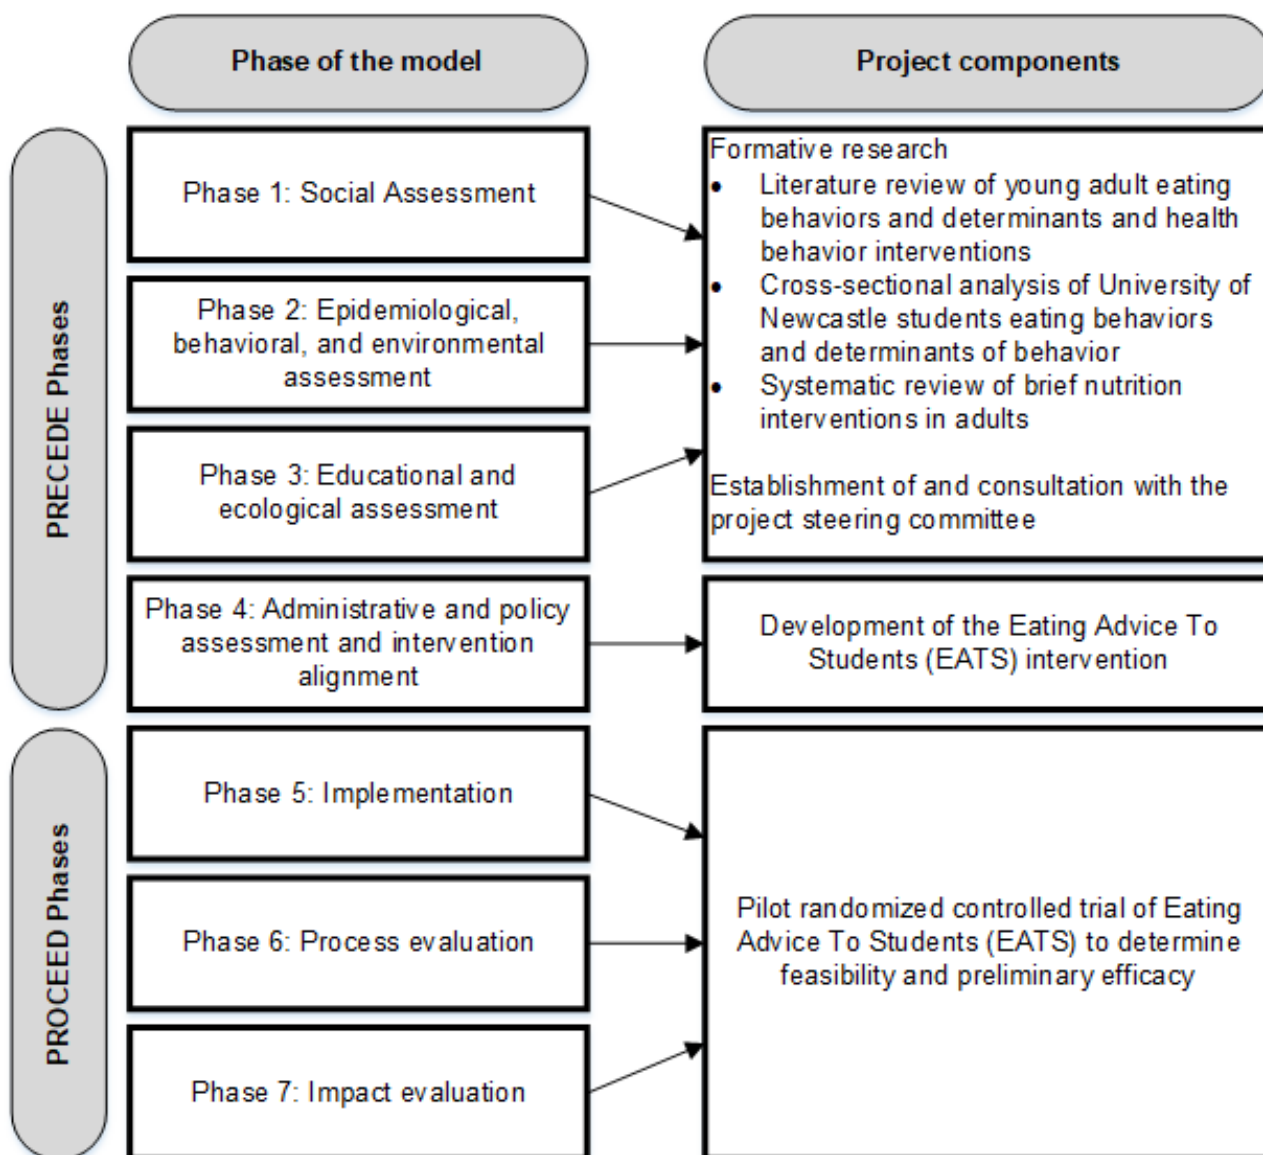 Phase of the model
Project components
PRECEDE Phases
Phase 1: Social Assessment
Phase 2: Epidemiological,
behavioral, and environmental
assessment
Phase 3: Educational and
ecological assessment
Phase 4: Administrative and policy
assessment and intervention
alignment
Formative research
• Literature review of young adult eating
behaviors and determinants and health
behavior interventions
• Cross-sectional analysis of University of
Newcastle students eating behaviors
and determinants of behavior
• Systematic review of brief nutrition
interventions in adults
Establishment of and consultation with the
project steering committee
Development of the Eating Advice To
Students (EATS) intervention
PROCEED Phases
Phase 5: Implementation
Phase 6: Process evaluation
Phase 7: Impact evaluation
Pilot randomized controlled trial of Eating
Advice To Students (EATS) to determine
feasibility and preliminary efficacy